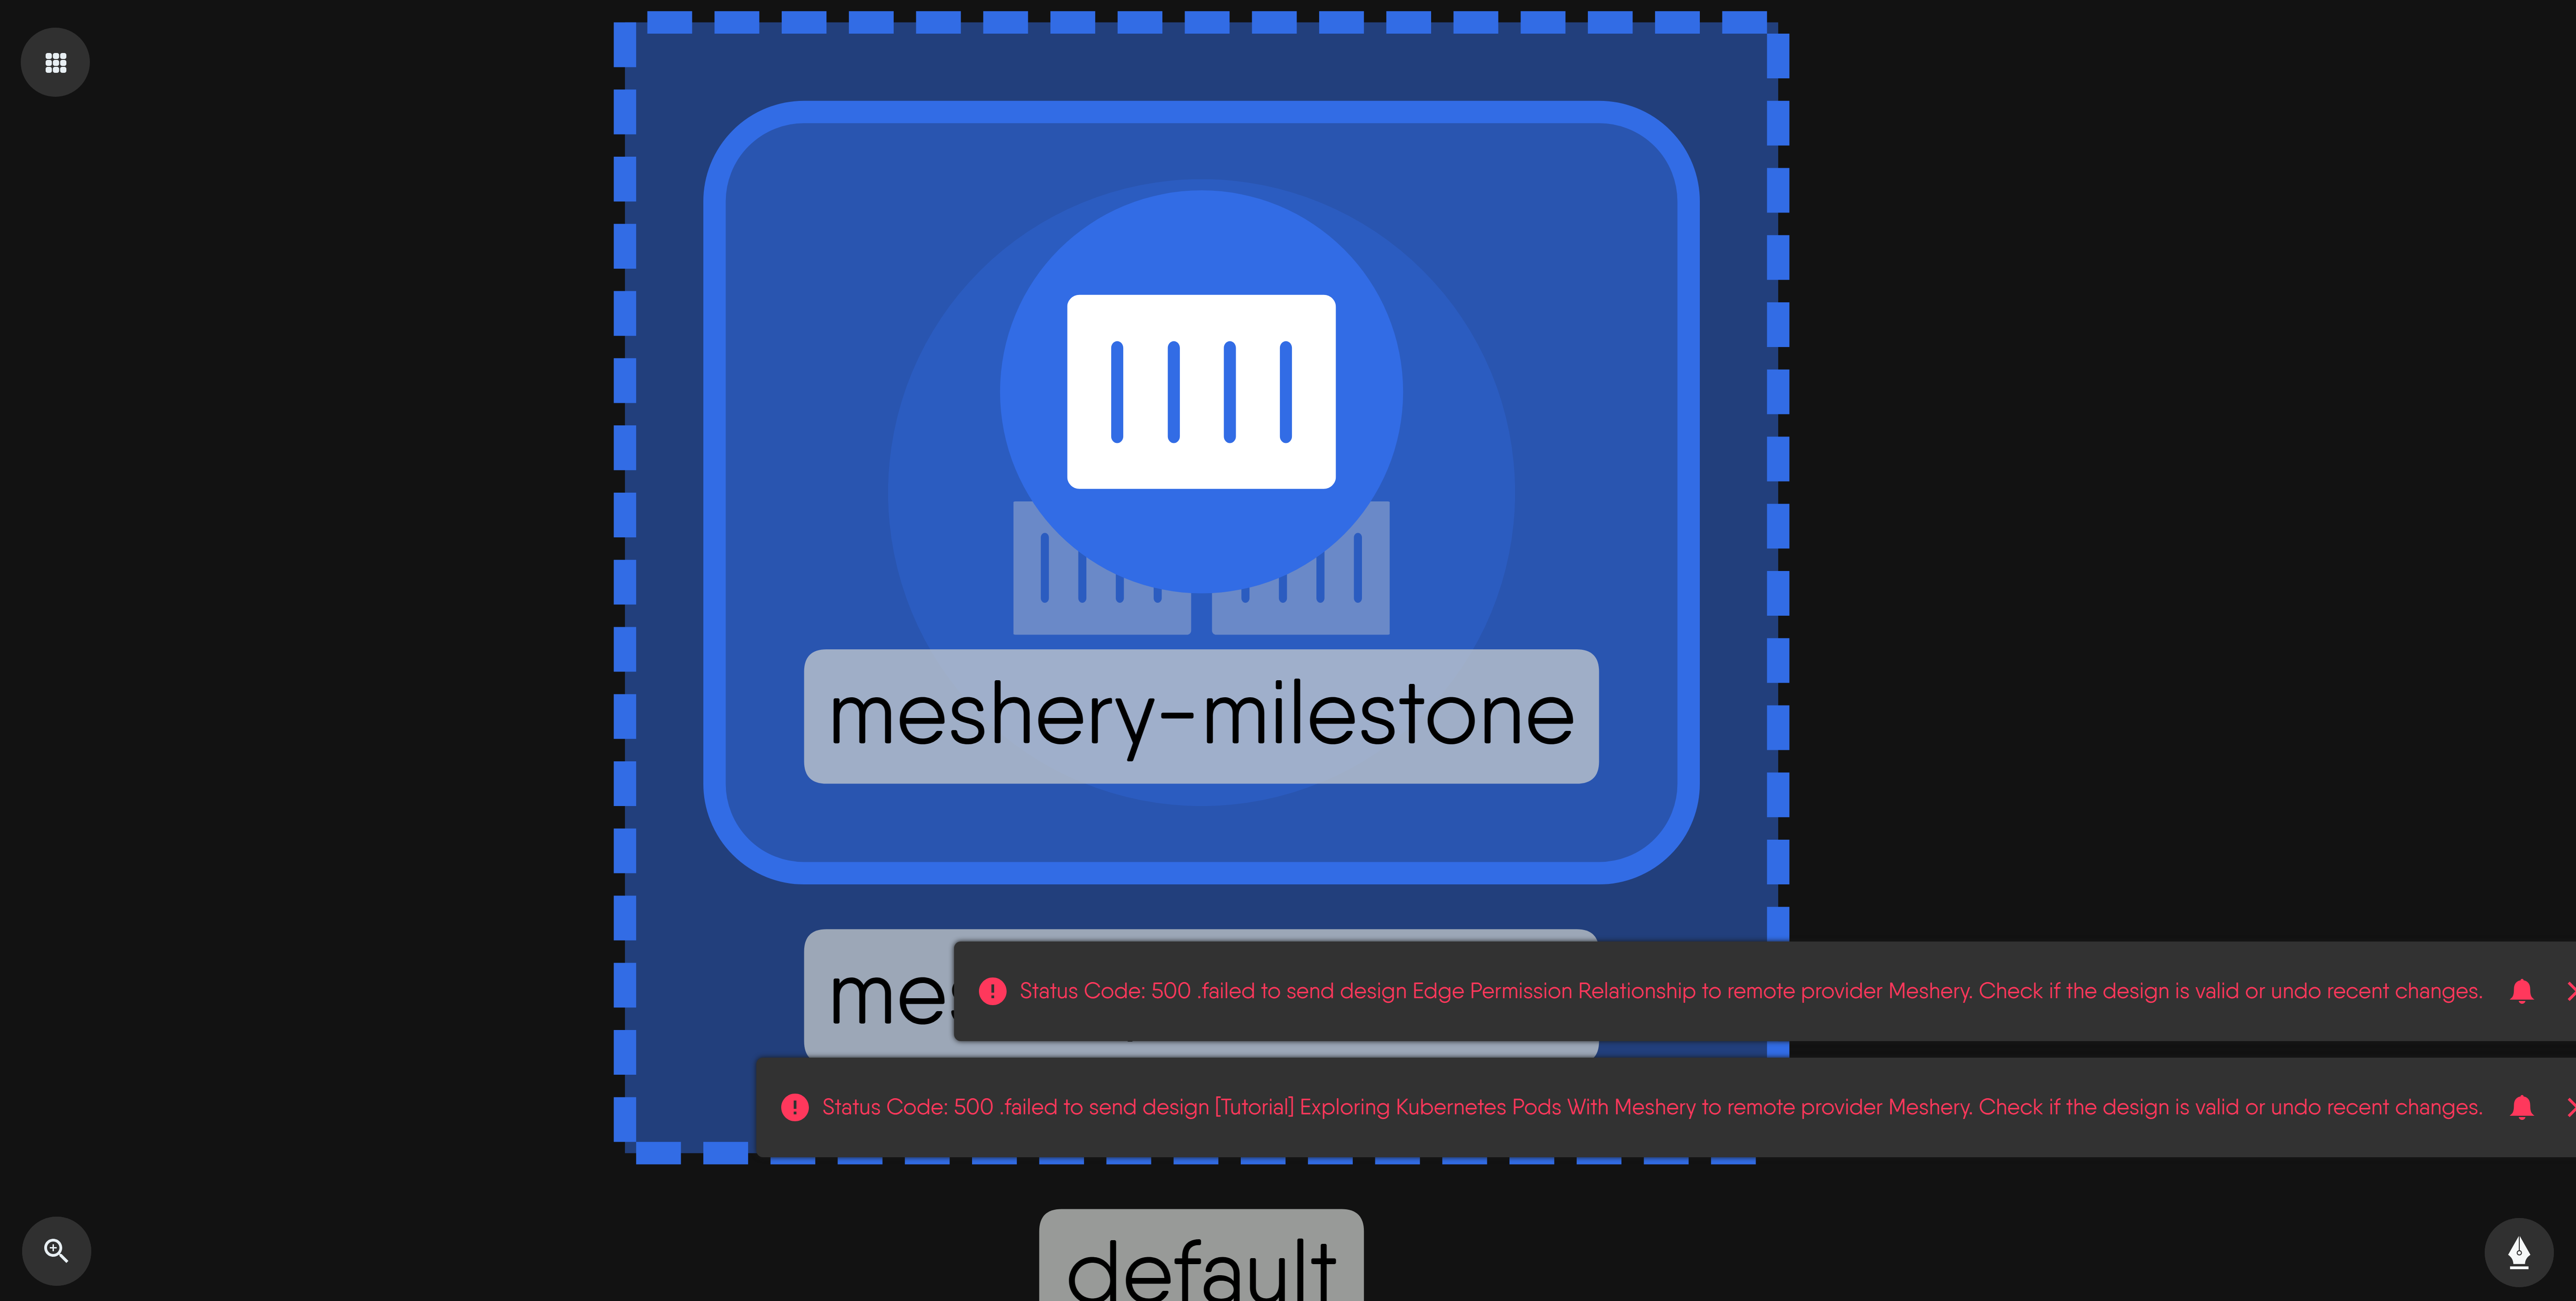 meshery-milestone
Status Code: 500 .failed to send design Edge Permission Relationship to remote provider Meshery. Check if the design is valid or undo recent changes.
Status Code: 500 .failed to send design [Tutorial] Exploring Kubernetes Pods With Meshery to remote provider Meshery. Check if the design is valid or undo recent changes.
default